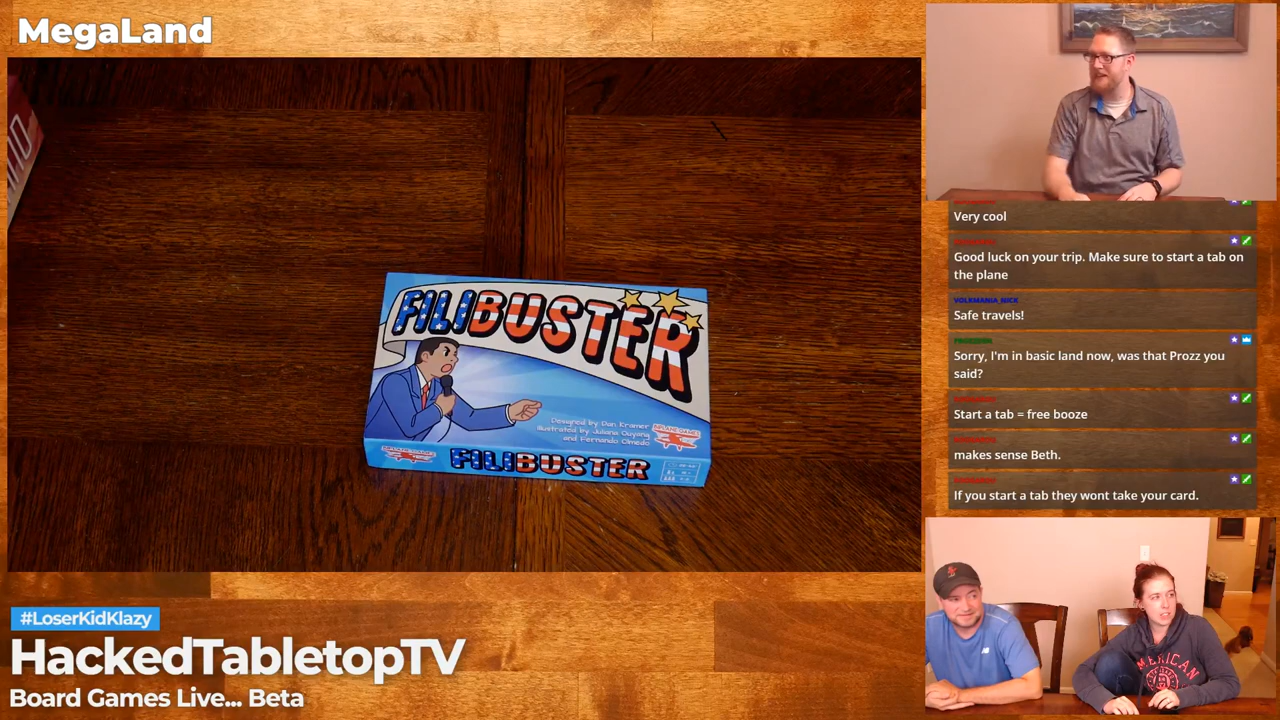 MegaLand
FILIBUSTER
Designed by Dan Kramer
Illustrated by Juliana Ouyang
and Fernando Olmedo
FILIBUSTER
Very cool
Good luck on your trip. Make sure to start a tab on
the plane
VOLKMANIA_NICK
Safe travels!
Sorry, I'm in basic land now, was that Prozz you
said?
Start a tab = free booze
makes sense Beth.
If you start a tab they wont take your card.
#LoserKidKlazy
HackedTabletopTV
Board Games Live... Beta